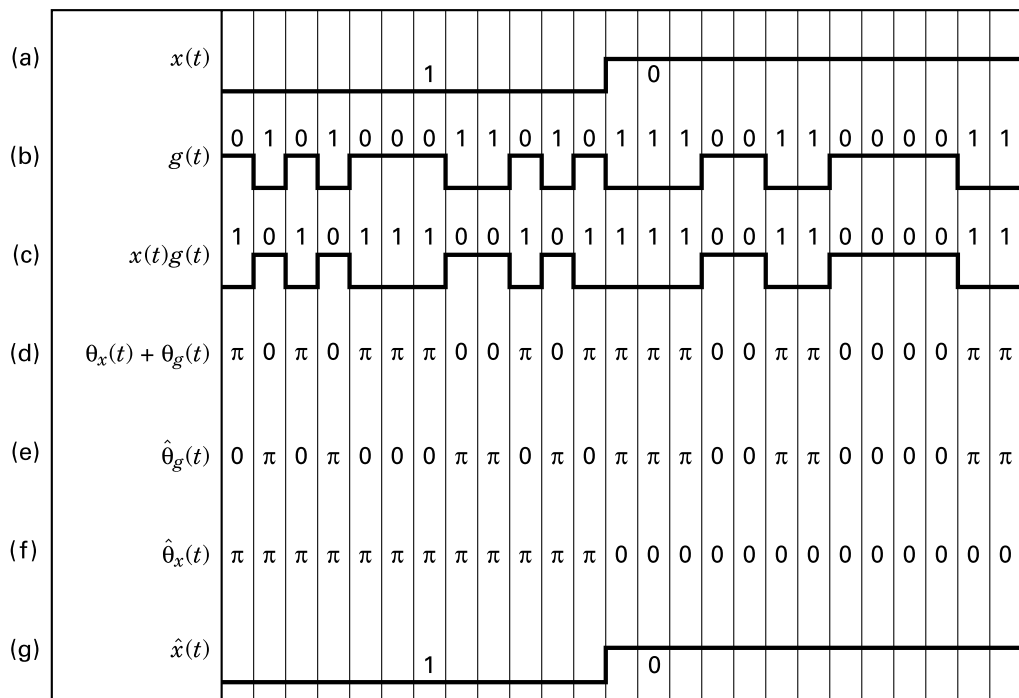 (a) x(t) 1 0
0 1 0 1 0 0 0 1 1 0 1 0 1 1 1 0 0 1 1 0 0 0 0 1 1
(b) g(t)
1 0 1 0 1 1 1 0 0 1 0 1 1 1 1 0 0 1 1 0 0 0 0 1 1
(c) x(t)g(t)
(d) θx(t) + θg(t) π 0 π 0 π π π 0 0 π 0 π π π π 0 0 π π 0 0 0 0 π π
(e) θ̂g(t) 0 π 0 π 0 0 0 π π 0 π 0 π π π 0 0 π π 0 0 0 0 π π
(f) θ̂x(t) π π π π π π π π π π π π 0 0 0 0 0 0 0 0 0 0 0 0 0
(g) x̂(t) 1 0